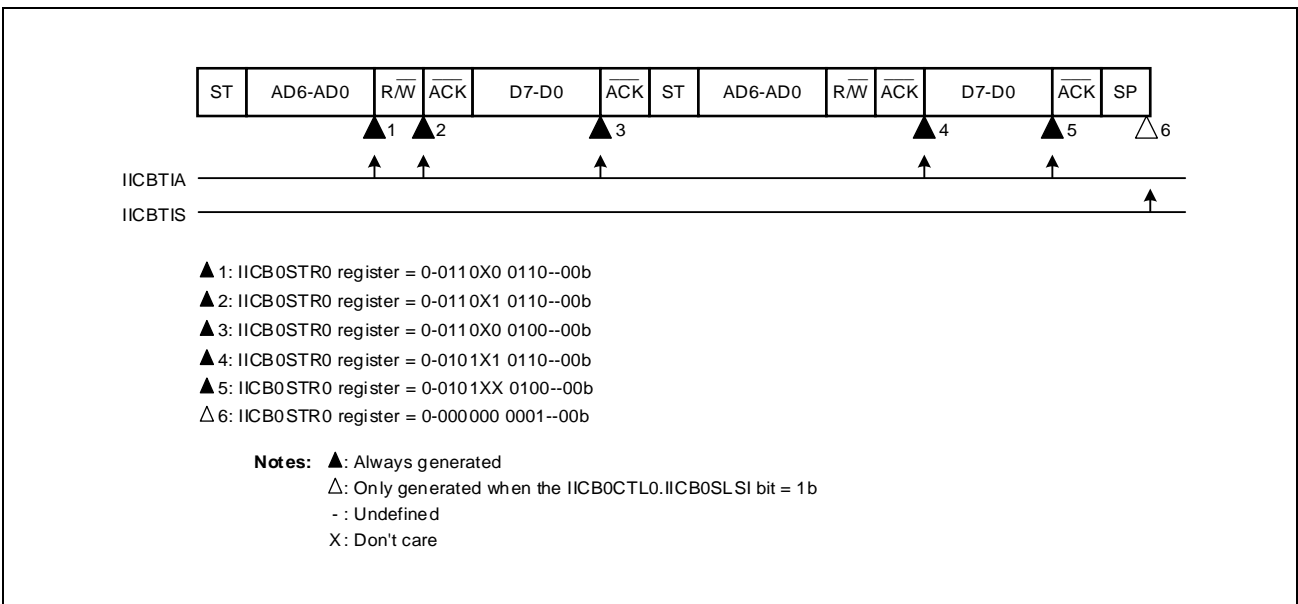 ST AD6-AD0 R/W ACK D7-D0 ACK ST AD6-AD0 R/W ACK D7-D0 ACK SP
▲1 ▲2 ▲3 ▲4 ▲5 △6
IICBTIA
IICBTIS
▲ 1: IICB0STR0 register = 0-0110X0 0110--00b
▲ 2: IICB0STR0 register = 0-0110X1 0110--00b
▲ 3: IICB0STR0 register = 0-0110X0 0100--00b
▲ 4: IICB0STR0 register = 0-0101X1 0110--00b
▲ 5: IICB0STR0 register = 0-0101XX 0100--00b
△ 6: IICB0STR0 register = 0-000000 0001--00b
Notes: ▲: Always generated
△: Only generated when the IICB0CTL0.IICB0SLSI bit = 1b
- : Undefined
X : Don't care